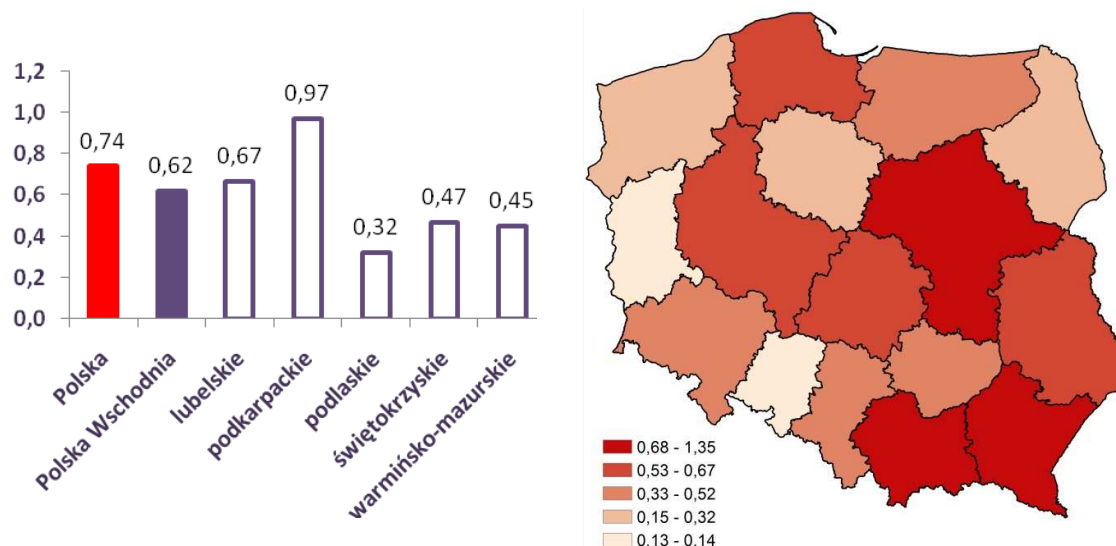 1,2
1,0
0,8
0,6
0,4
0,2
0,0
0,74
0,62
0,67
0,97
0,32
0,47
0,45
Polska
Polska Wschodnia
lubelskie
podkarpackie
podlaskie
świętokrzyskie
warmińsko-mazurskie
0,68 - 1,35
0,53 - 0,67
0,33 - 0,52
0,15 - 0,32
0,13 - 0,14